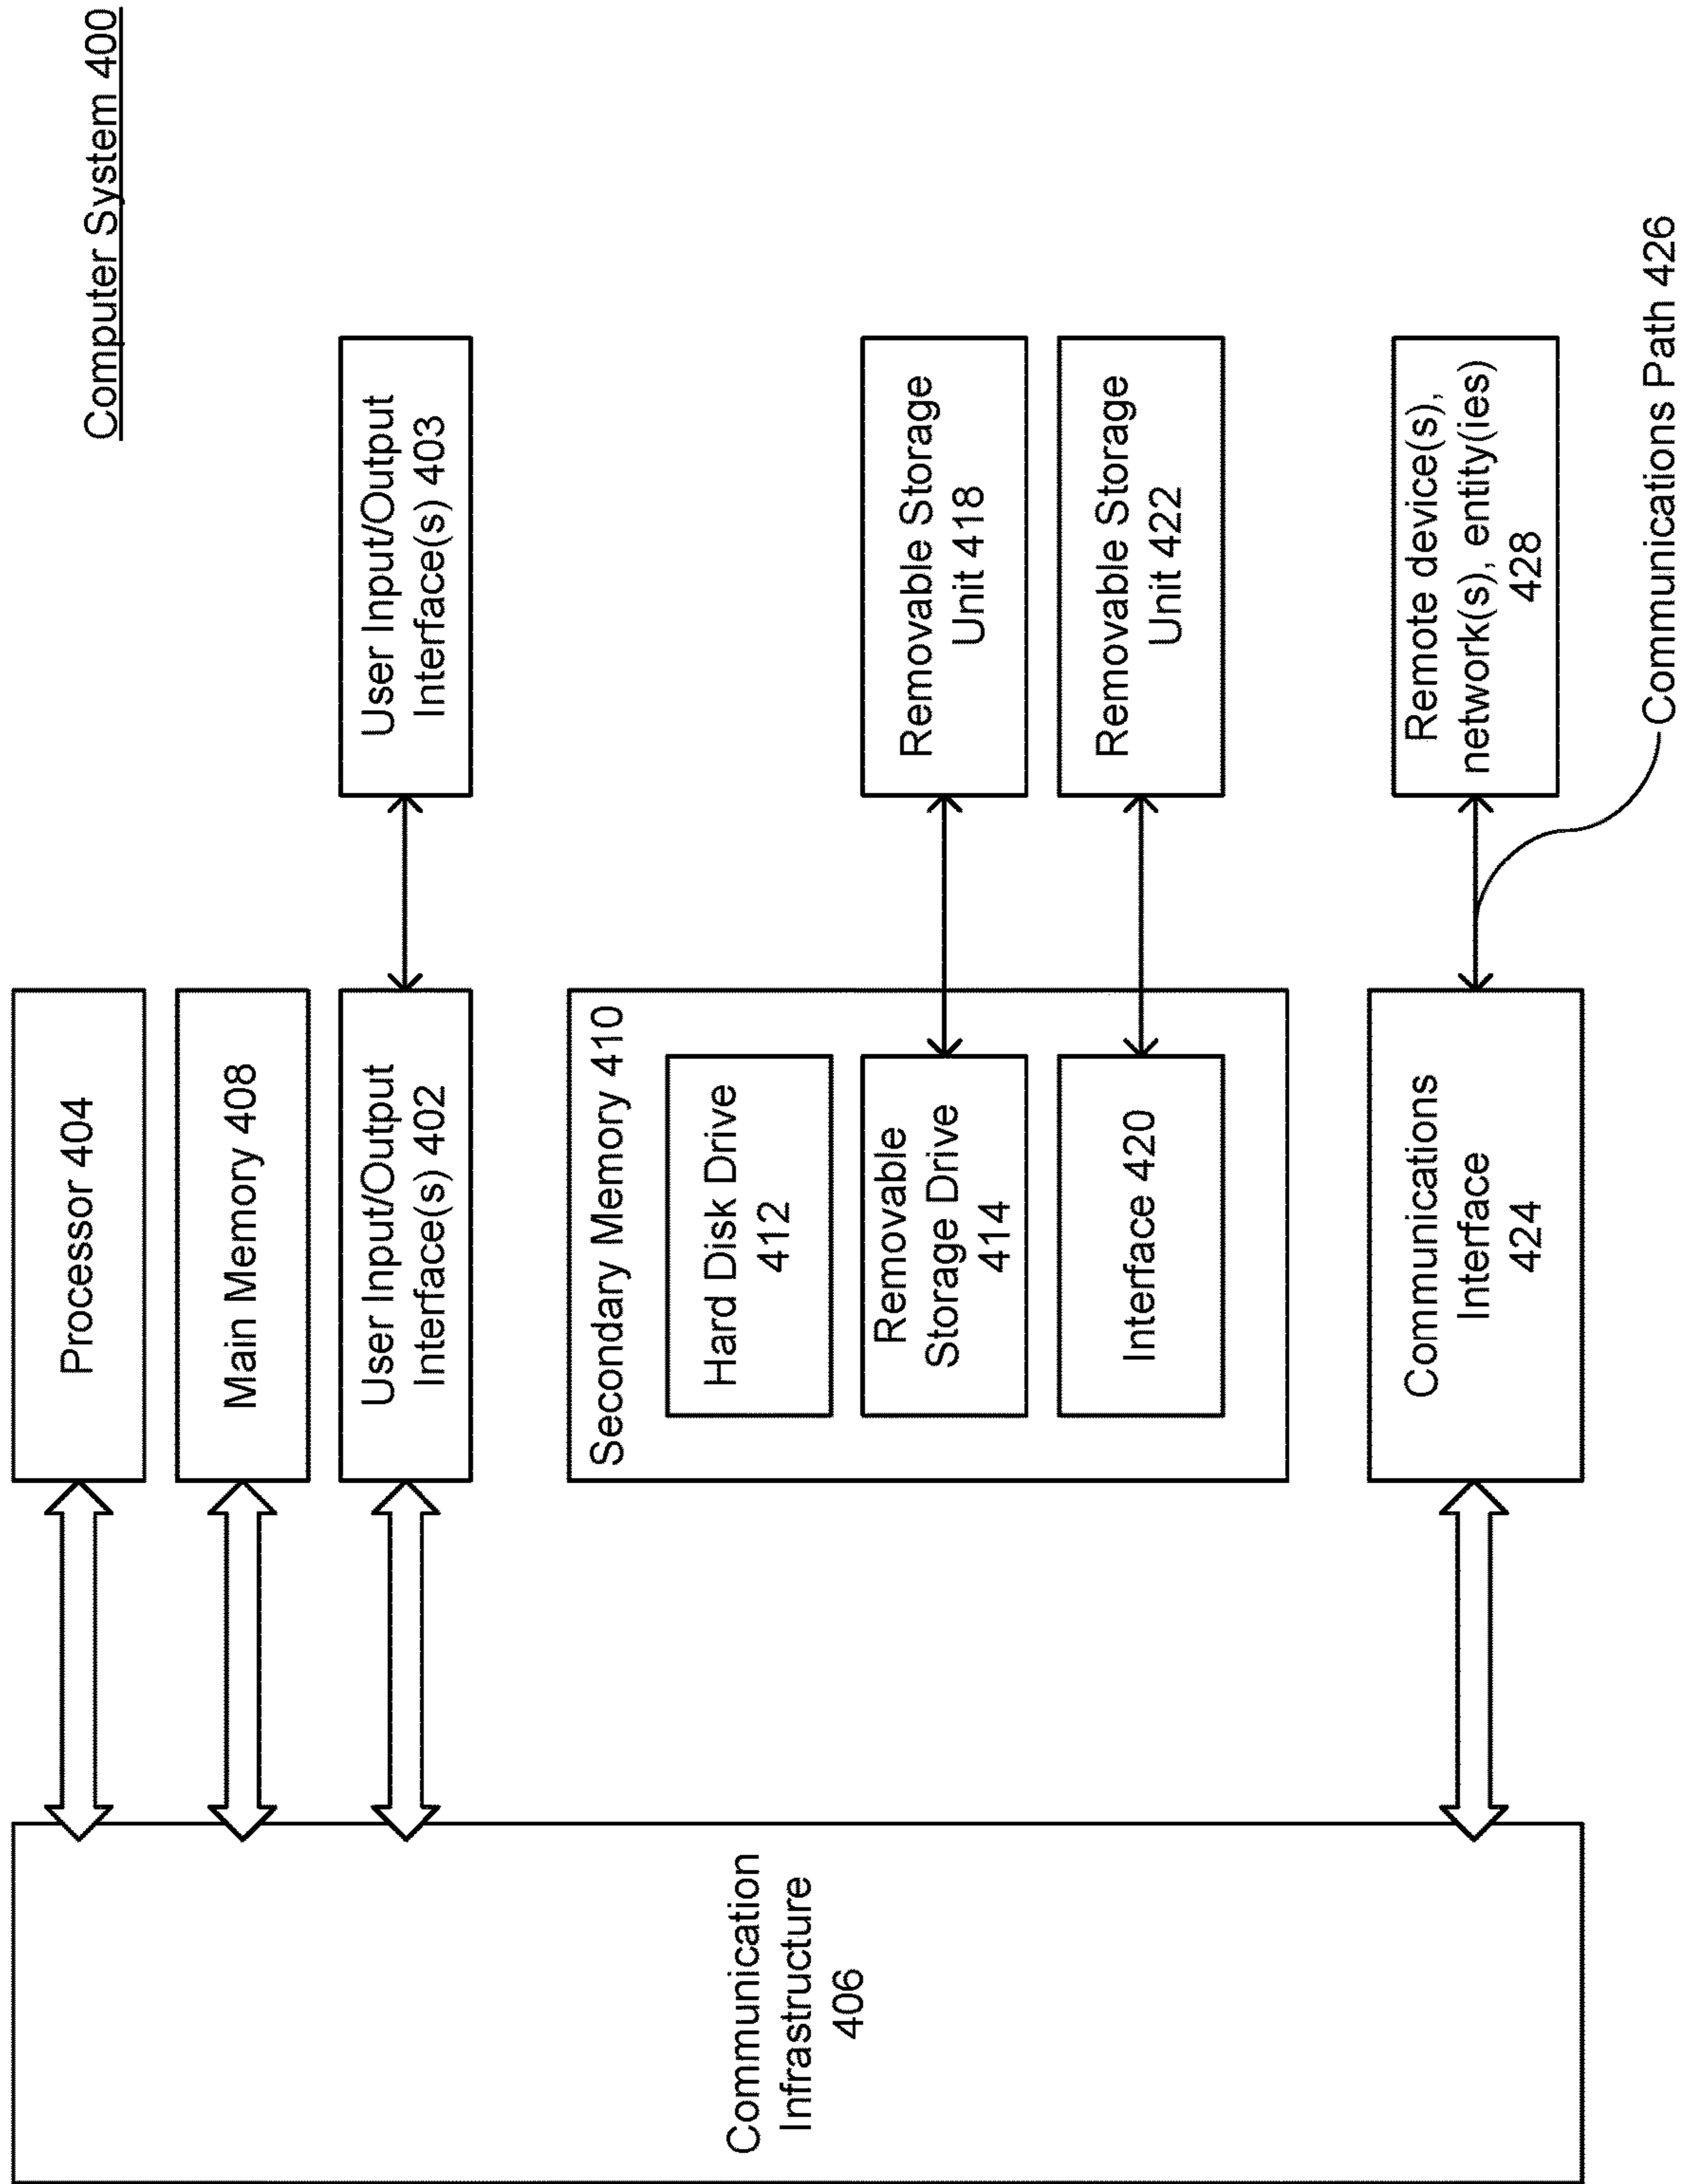 Computer System 400
Processor 404
Main Memory 408
User Input/Output
Interface(s) 402
User Input/Output
Interface(s) 403
Communication
Infrastructure
406
Secondary Memory 410
Hard Disk Drive
412
Removable
Storage Drive
414
Removable Storage
Unit 418
Interface 420
Removable Storage
Unit 422
Communications
Interface
424
Remote device(s),
network(s), entity(ies)
428
Communications Path 426